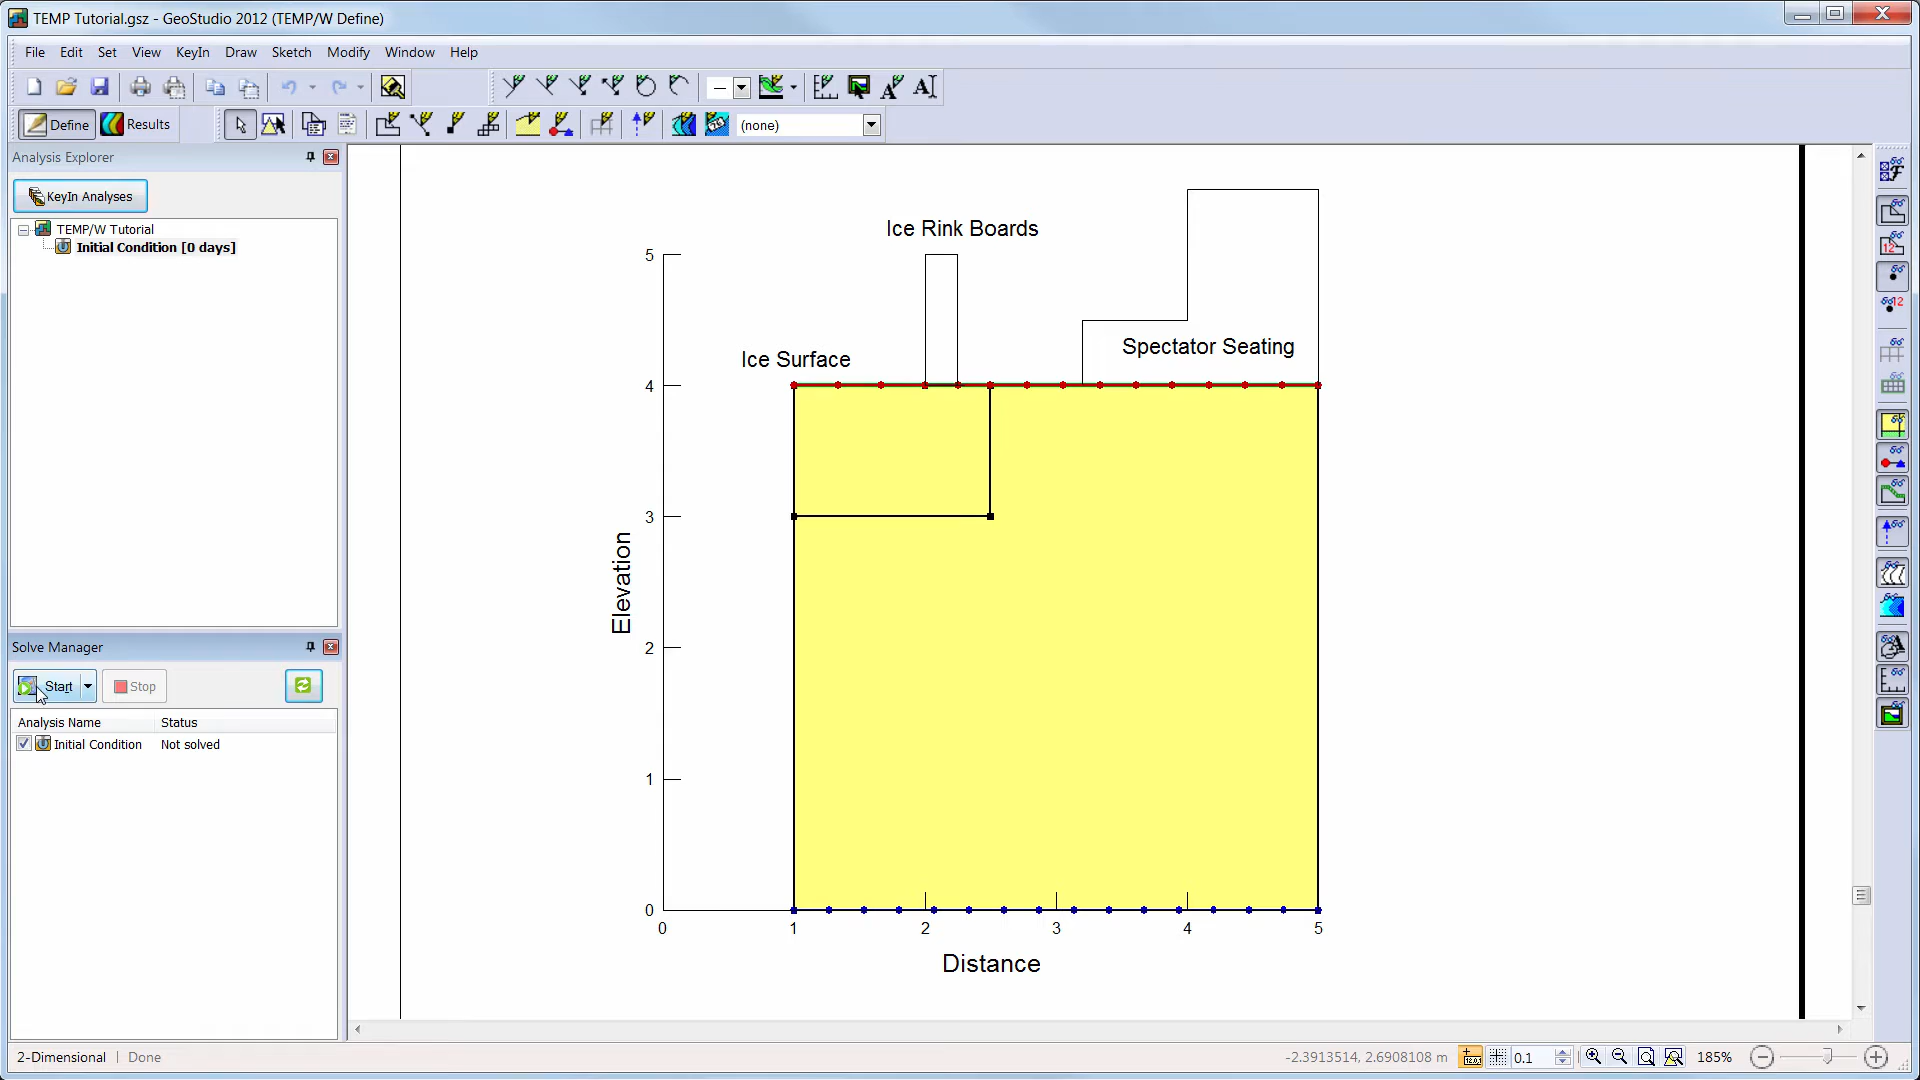 TEMP Tutorial.gsz - GeoStudio 2012 (TEMP/W Define)
File Edit Set View KeyIn Draw Sketch Modify Window Help
Define Results (none)
Analysis Explorer
KeyIn Analyses
TEMP/W Tutorial
Initial Condition [0 days]
Solve Manager
Start Stop
Analysis Name Status
Initial Condition Not solved
Ice Rink Boards
Ice Surface
Spectator Seating
5
4
3
2
1
0
Elevation
0 1 2 3 4 5
Distance
2-Dimensional Done
-2.3913514, 2.6908108 m 0.1 185%